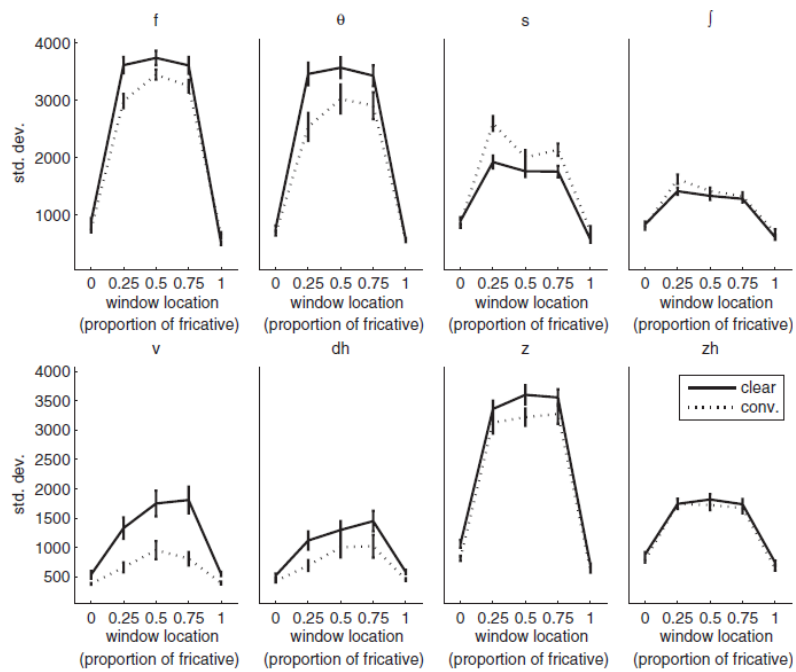 f θ s ʃ
4000
3000
2000
1000
std. dev.
0 0.25 0.5 0.75 1 0 0.25 0.5 0.75 1 0 0.25 0.5 0.75 1 0 0.25 0.5 0.75 1
window location window location window location window location
(proportion of fricative) (proportion of fricative) (proportion of fricative) (proportion of fricative)
v dh z zh
4000
3500
3000
2000
1500
1000
500
std. dev.
clear
conv.
0 0.25 0.5 0.75 1 0 0.25 0.5 0.75 1 0 0.25 0.5 0.75 1 0 0.25 0.5 0.75 1
window location window location window location window location
(proportion of fricative) (proportion of fricative) (proportion of fricative) (proportion of fricative)